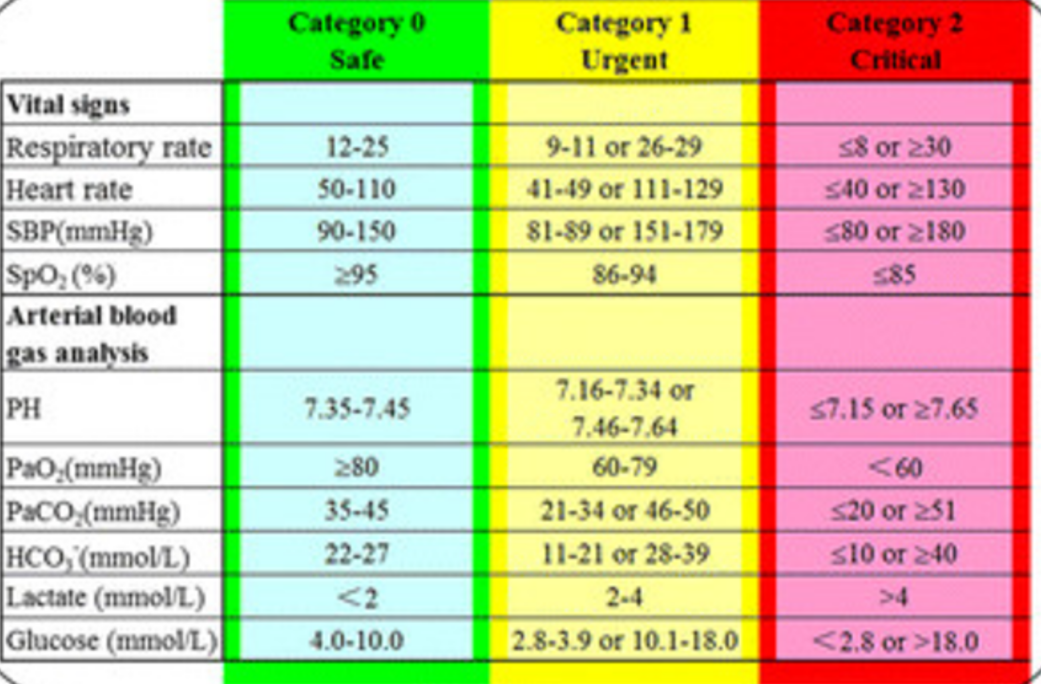 Category 0 Category 1 Category 2
Safe Urgent Critical
Vital signs
Respiratory rate 12-25 9-11 or 26-29 ≤8 or ≥30
Heart rate 50-110 41-49 or 111-129 ≤40 or ≥130
SBP(mmHg) 90-150 81-89 or 151-179 ≤80 or ≥180
SpO₂ (%) ≥95 86-94 ≤85
Arterial blood
gas analysis
PH 7.35-7.45 7.16-7.34 or ≤7.15 or ≥7.65
7.46-7.64
PaO₂(mmHg) ≥80 60-79 <60
PaCO₂(mmHg) 35-45 21-34 or 46-50 ≤20 or ≥51
HCO₃⁻(mmol/L) 22-27 11-21 or 28-39 ≤10 or ≥40
Lactate (mmol/L) <2 2-4 >4
Glucose (mmol/L) 4.0-10.0 2.8-3.9 or 10.1-18.0 <2.8 or >18.0